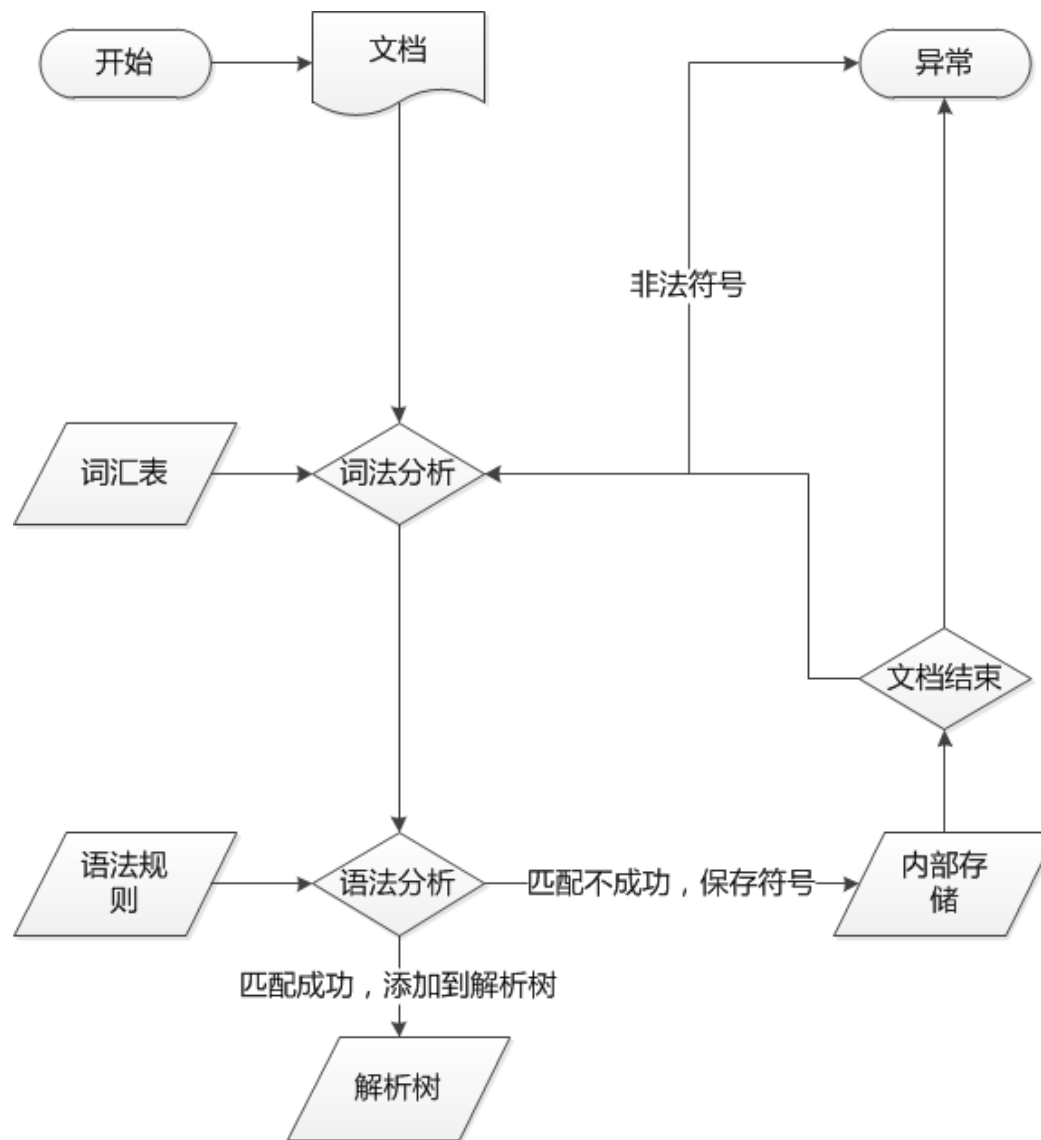 开始
文档
异常
非法符号
词汇表
词法分析
文档结束
语法规
则
语法分析
匹配不成功，保存符号
内部存
储
匹配成功，添加到解析树
解析树